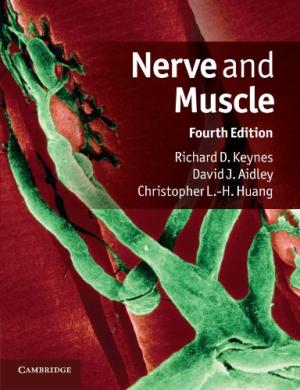 Nerve and
Muscle
Fourth Edition
Richard D. Keynes
David J. Aidley
Christopher L.-H. Huang
CAMBRIDGE